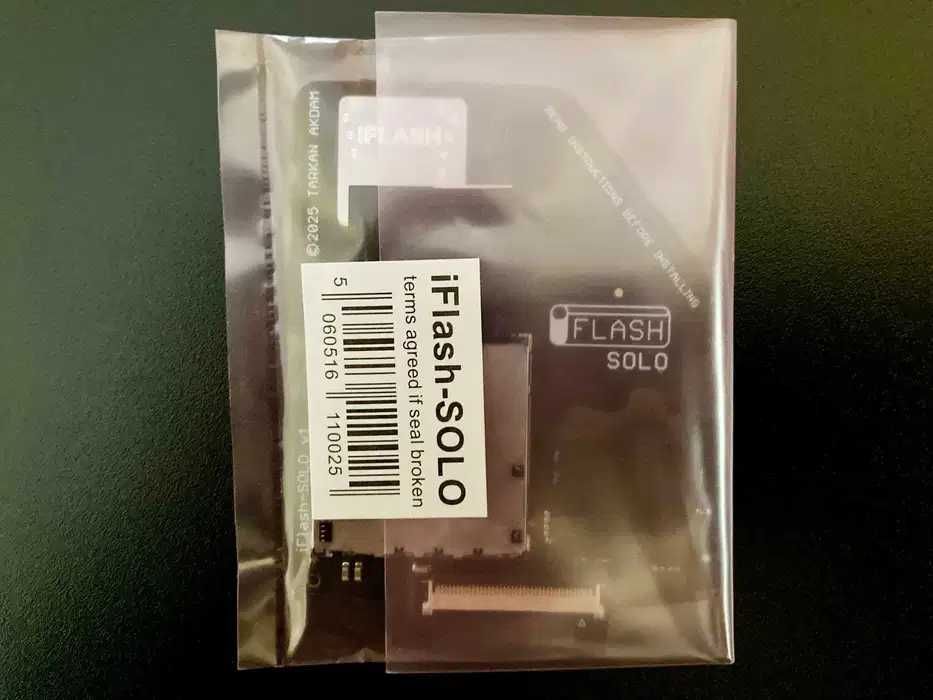 ©2025 TARKAN AKDAM
iFLASH
READ INSTRUCTIONS BEFORE INSTALLING
iFLASH
SOLO
iFlash-SOLO
terms agreed if seal broken
5 060516 110025
iFlash-SOLO v1